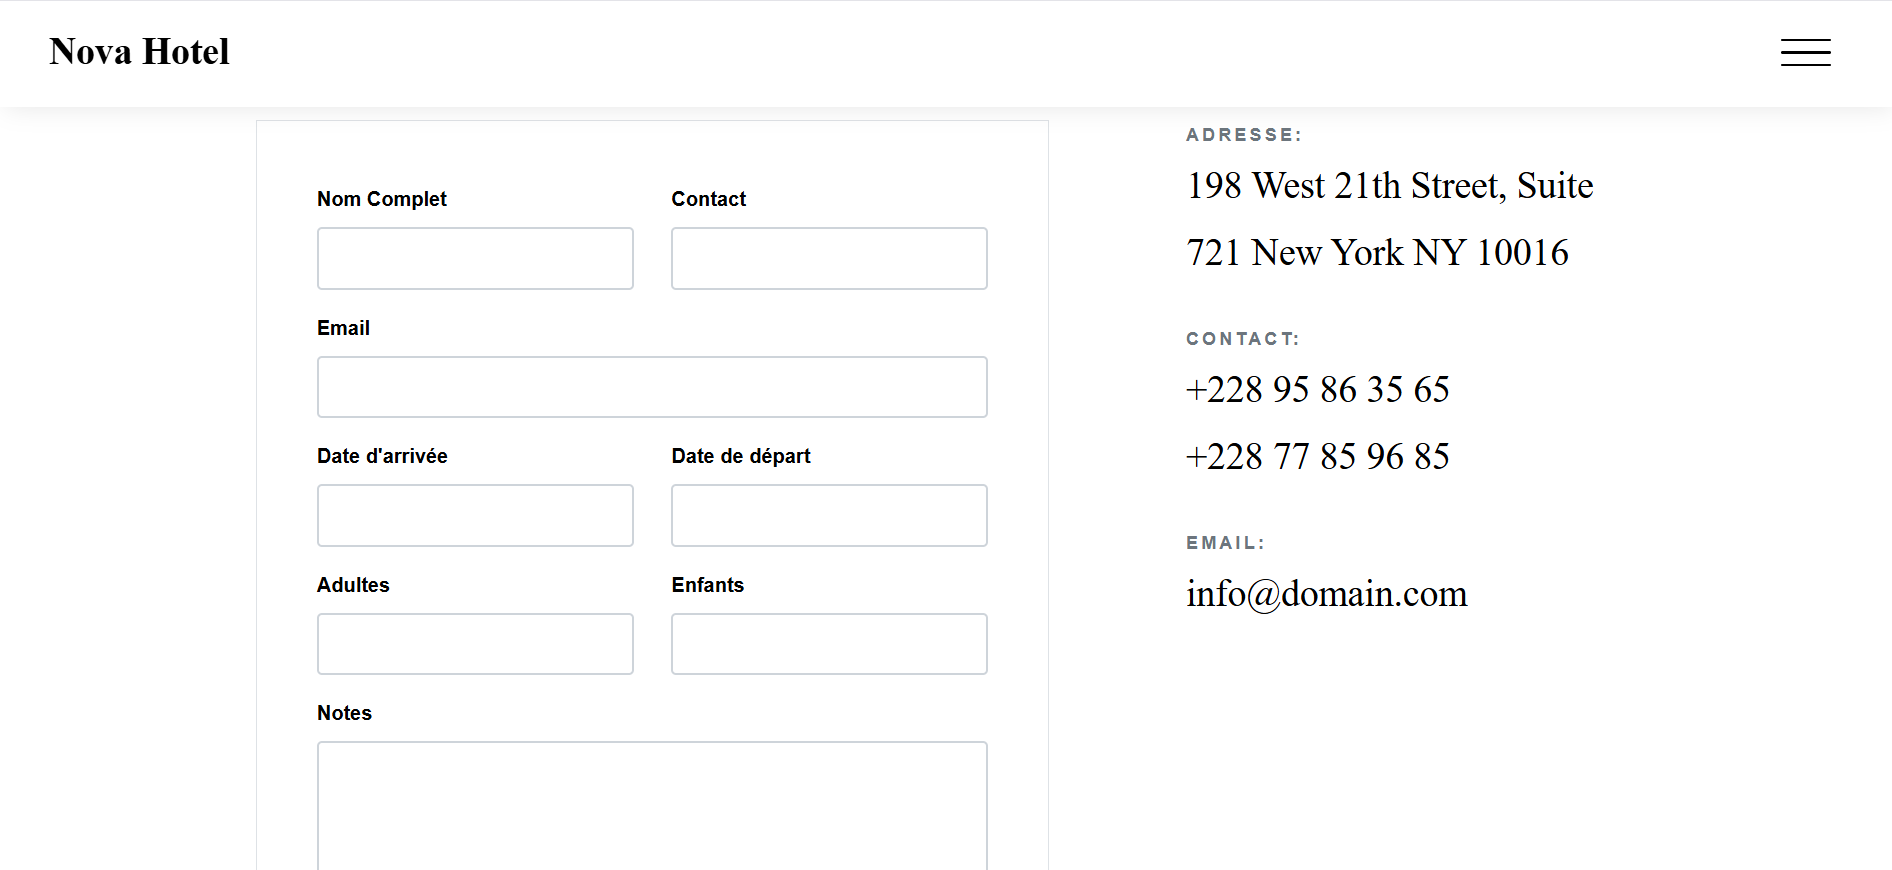 Nova Hotel
Nom Complet
Contact
Email
Date d'arrivée
Date de départ
Adultes
Enfants
Notes
ADRESSE:
198 West 21th Street, Suite
721 New York NY 10016
CONTACT:
+228 95 86 35 65
+228 77 85 96 85
EMAIL:
info@domain.com